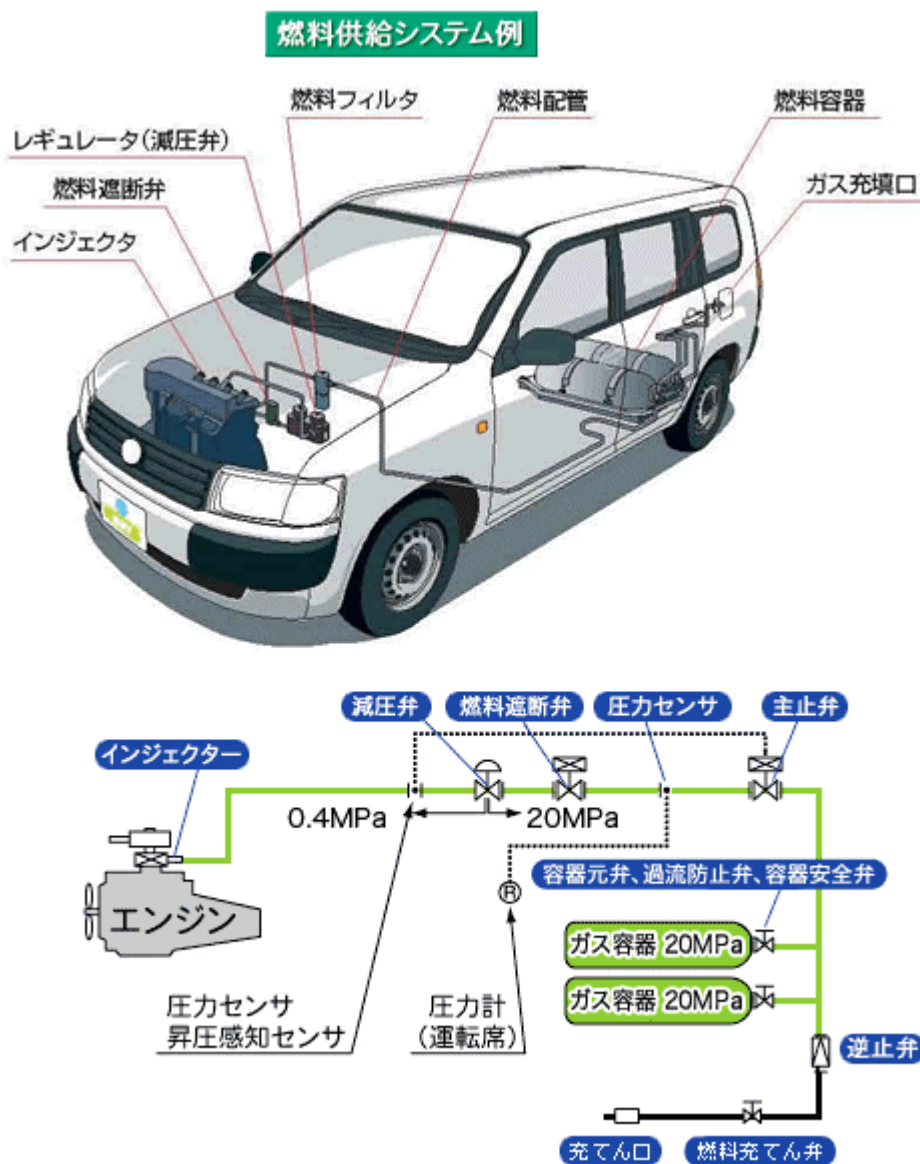 燃料供給システム例
燃料フィルタ
燃料配管
燃料容器
レギュレータ(減圧弁)
燃料遮断弁
ガス充填口
インジェクタ
減圧弁
燃料遮断弁
圧力センサ
主止弁
インジェクター
0.4MPa
20MPa
容器元弁、過流防止弁、容器安全弁
R
エンジン
ガス容器 20MPa
ガス容器 20MPa
圧力センサ
昇圧感知センサ
圧力計
(運転席)
逆止弁
充てん口
燃料充てん弁